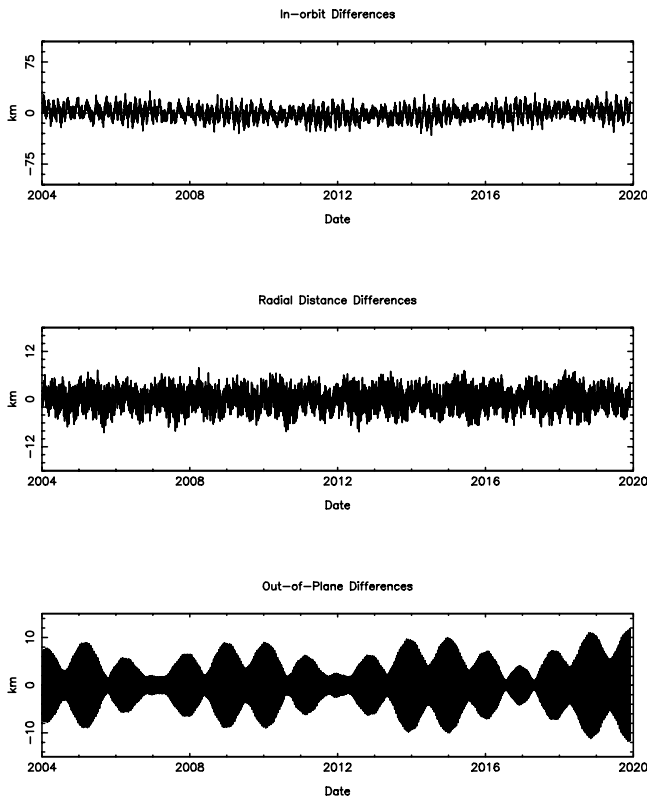 In-orbit Differences
75
0
-75
km
2004 2008 2012 2016 2020
Date
Radial Distance Differences
12
0
-12
km
2004 2008 2012 2016 2020
Date
Out-of-Plane Differences
10
0
-10
km
2004 2008 2012 2016 2020
Date